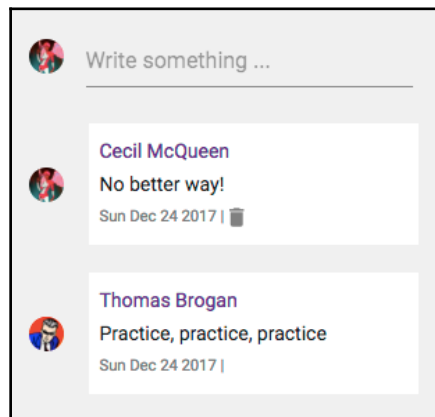 Write something ...
Cecil McQueen
No better way!
Sun Dec 24 2017 |
Thomas Brogan
Practice, practice, practice
Sun Dec 24 2017 |